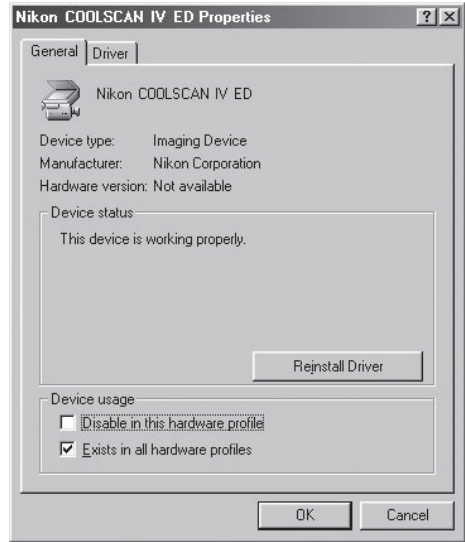 Nikon COOLSCAN IV ED Properties
General Driver
Nikon COOLSCAN IV ED
Device type: Imaging Device
Manufacturer: Nikon Corporation
Hardware version: Not available
Device status
This device is working properly.
Reinstall Driver
Device usage
Disable in this hardware profile
Exists in all hardware profiles
OK Cancel